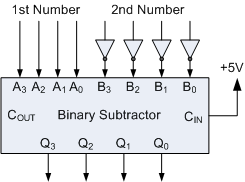 1st Number 2nd Number
+5V
A3 A2 A1 A0 B3 B2 B1 B0
COUT Binary Subtractor CIN
Q3 Q2 Q1 Q0